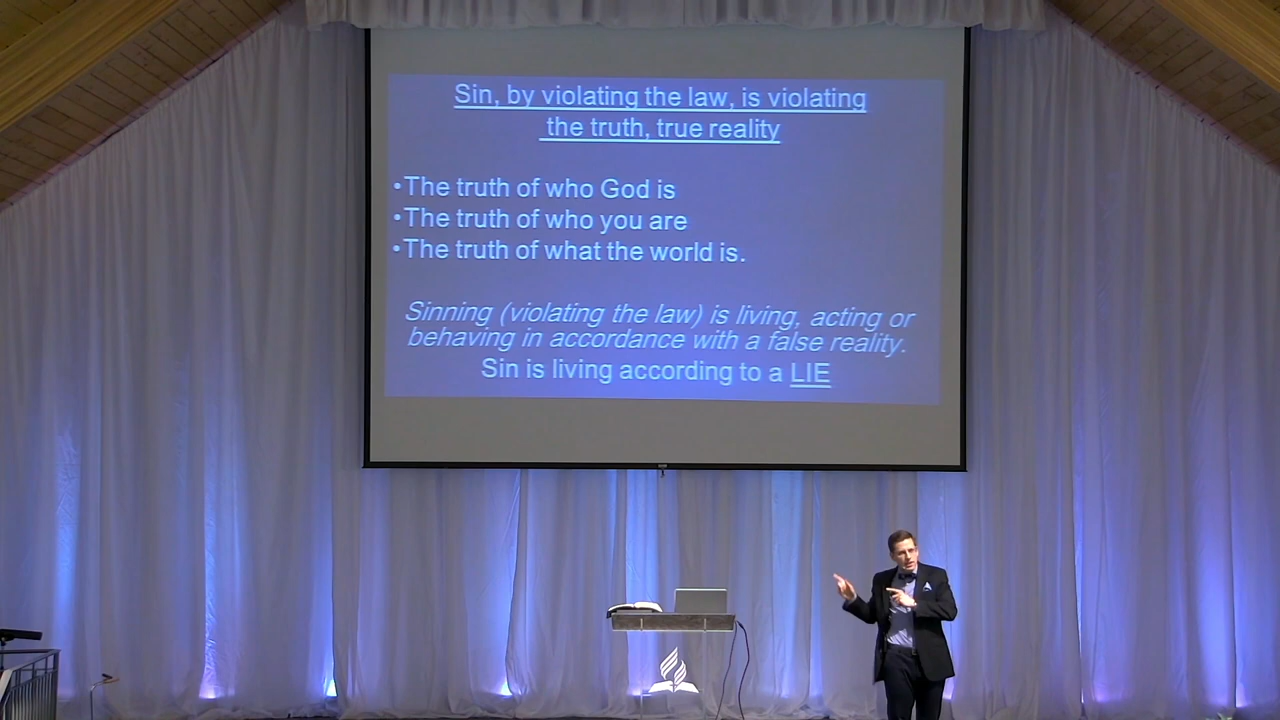 Sin, by violating the law, is violating
the truth, true reality
•The truth of who God is
•The truth of who you are
•The truth of what the world is.
Sinning (violating the law) is living, acting or
behaving in accordance with a false reality.
Sin is living according to a LIE